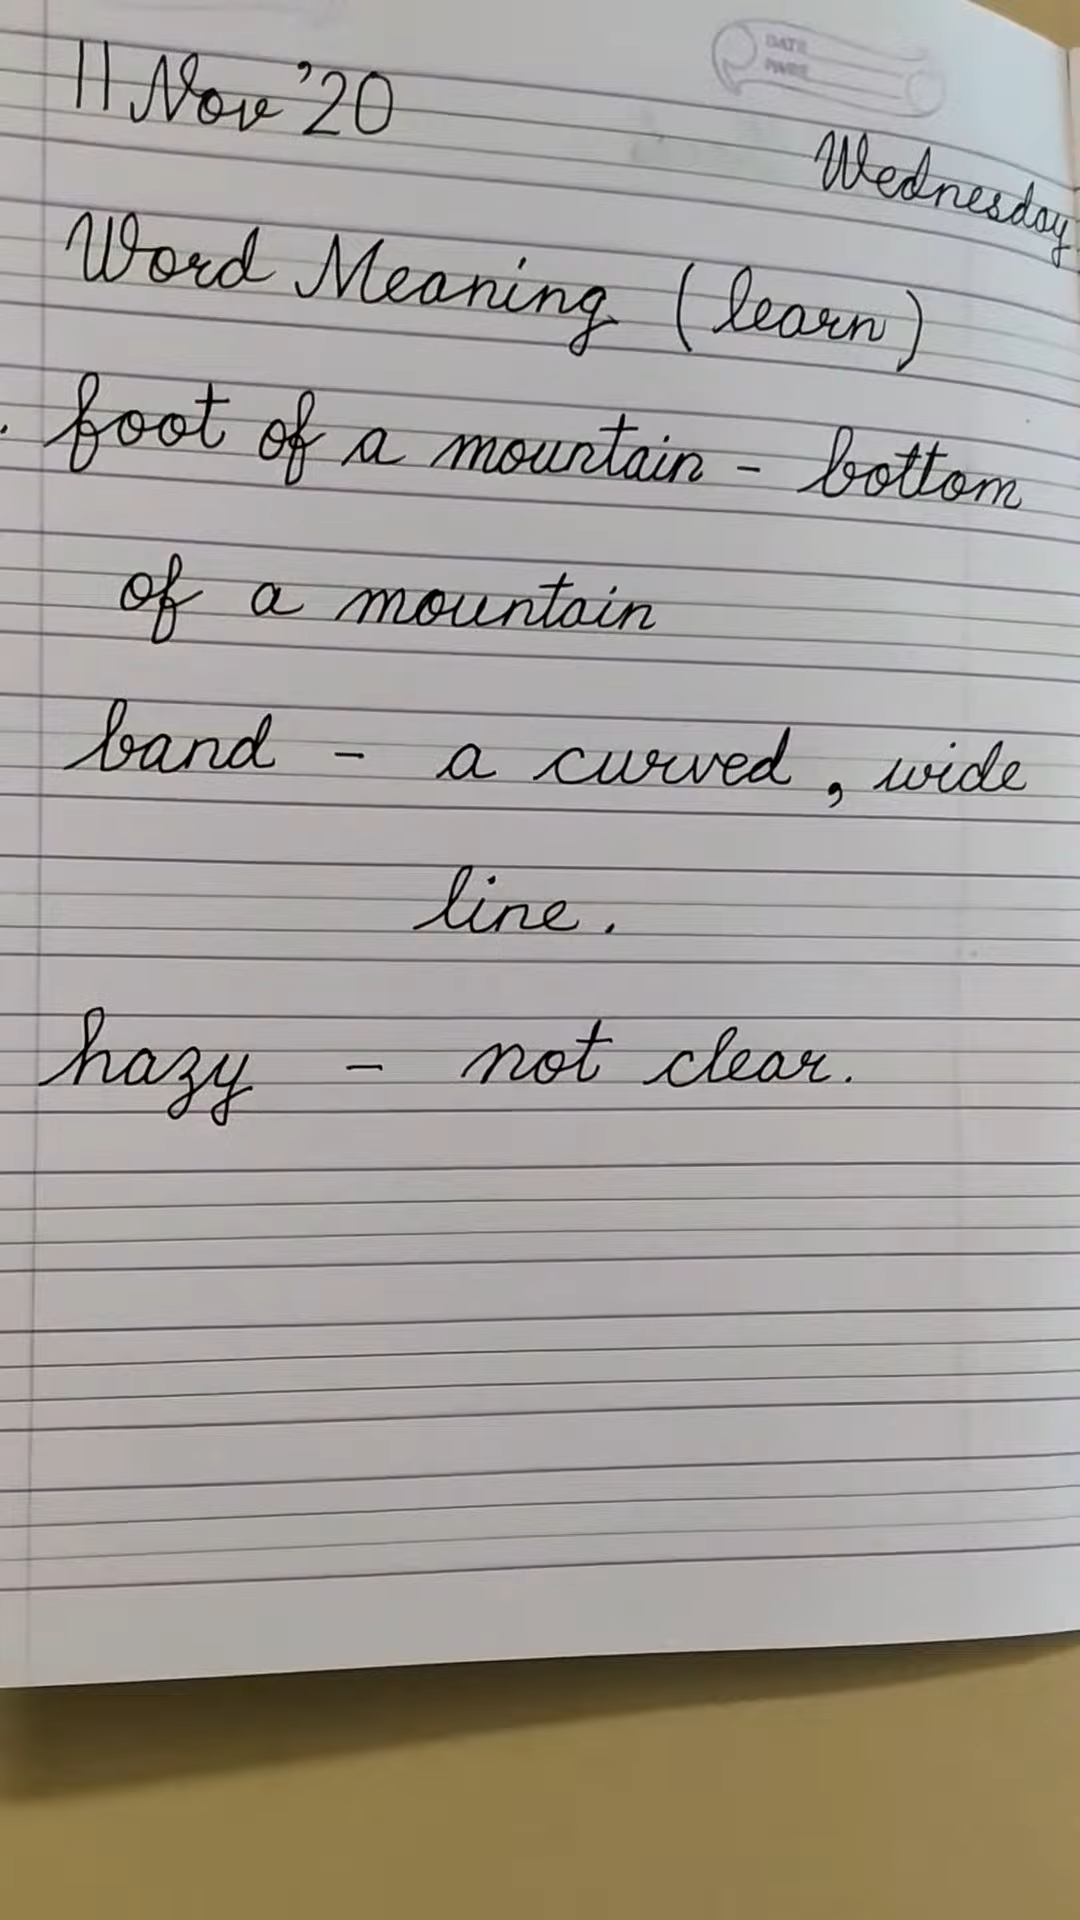 DATE
11 Nov '20
Wednesday
Word Meaning (learn)
. foot of a mountain - bottom
of a mountain
band - a curved, wide
line.
hazy - not clear.